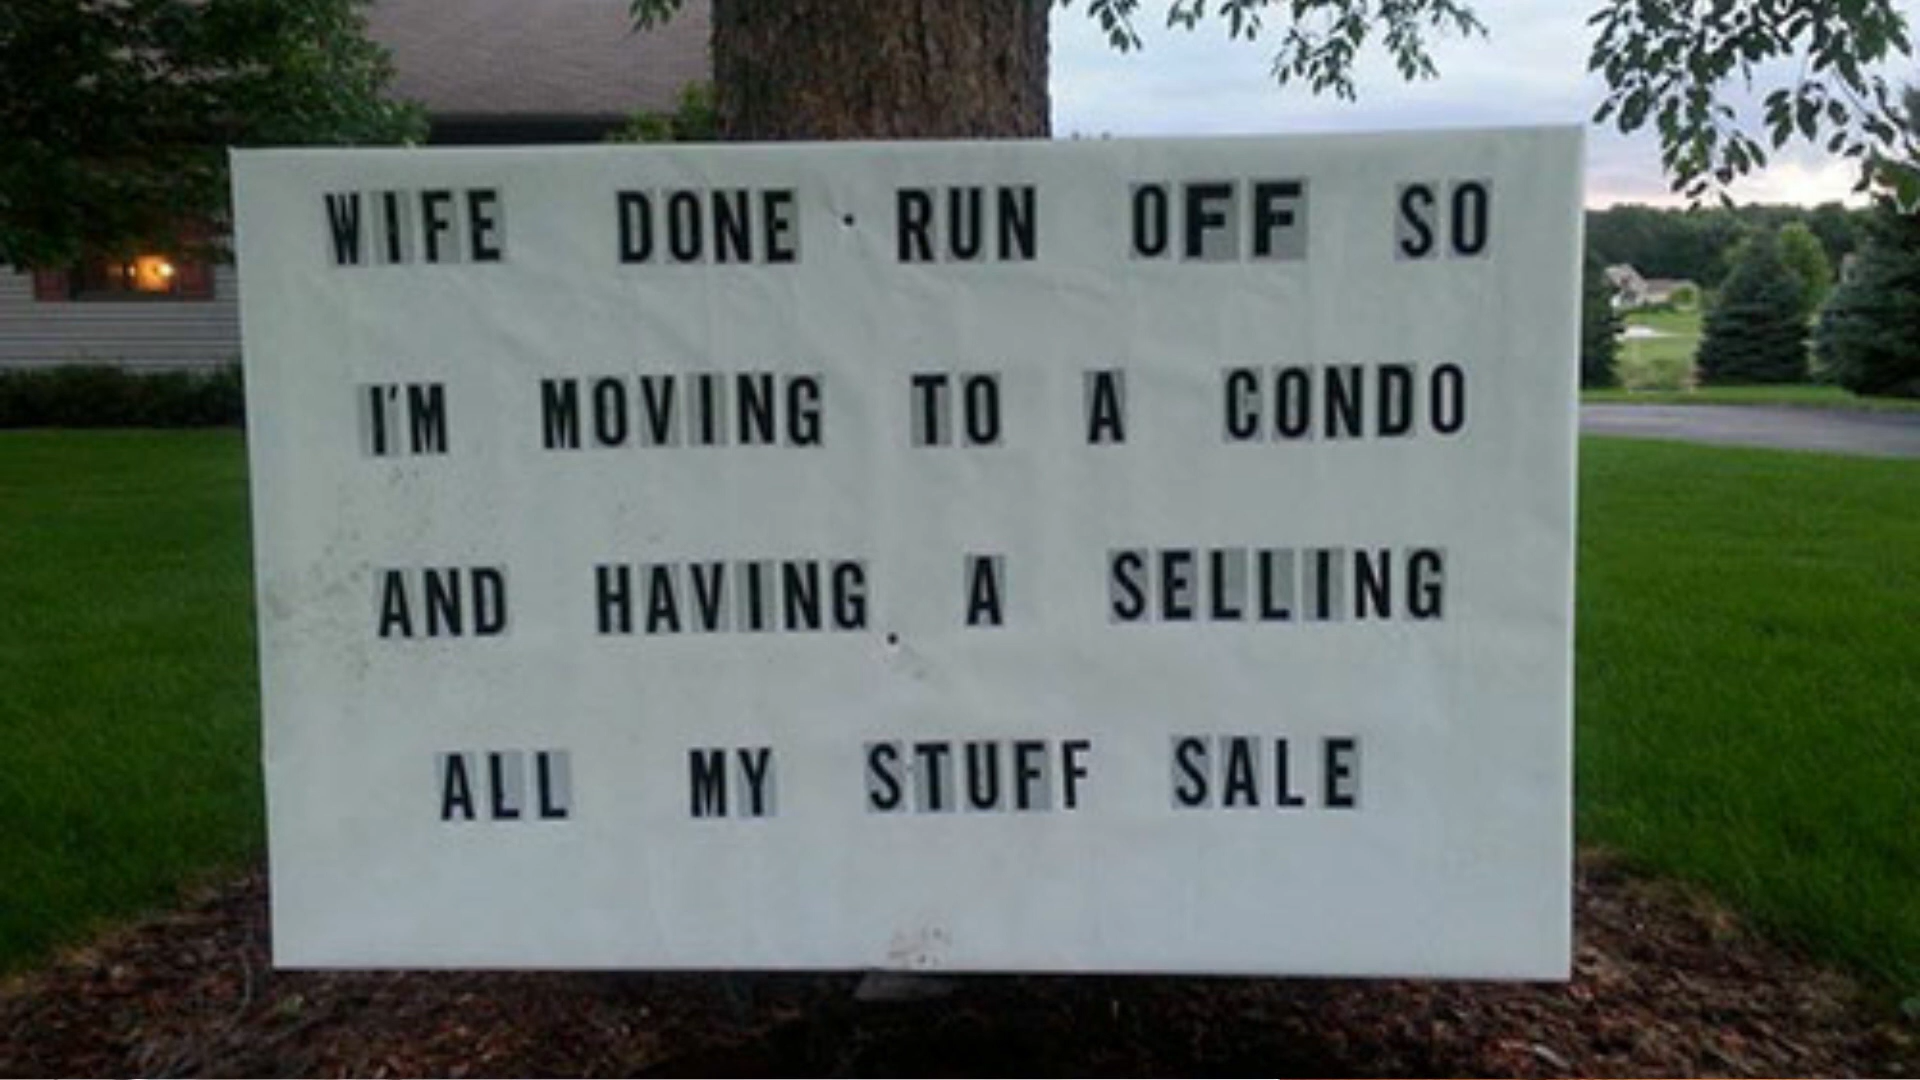 WIFE DONE RUN OFF SO
I'M MOVING TO A CONDO
AND HAVING A SELLING
ALL MY STUFF SALE